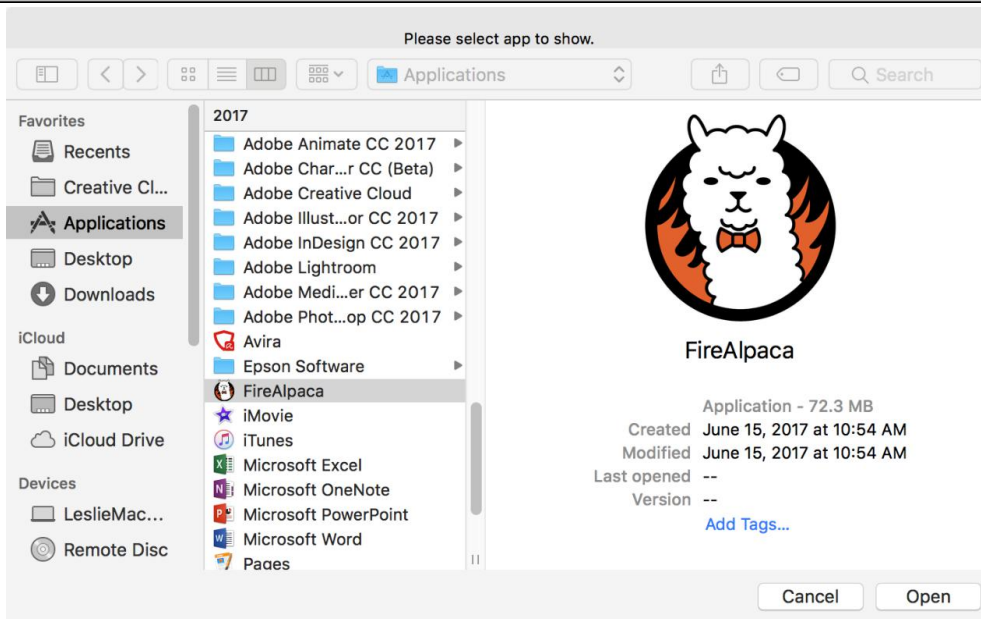 Please select app to show.
Applications
Search
Favorites
Recents
Creative Cl...
Applications
Desktop
Downloads
iCloud
Documents
Desktop
iCloud Drive
Devices
LeslieMac...
Remote Disc
2017
Adobe Animate CC 2017
Adobe Char...r CC (Beta)
Adobe Creative Cloud
Adobe Illust...or CC 2017
Adobe InDesign CC 2017
Adobe Lightroom
Adobe Medi...er CC 2017
Adobe Phot...op CC 2017
Avira
Epson Software
FireAlpaca
iMovie
iTunes
Microsoft Excel
Microsoft OneNote
Microsoft PowerPoint
Microsoft Word
Pages
FireAlpaca
Application - 72.3 MB
Created June 15, 2017 at 10:54 AM
Modified June 15, 2017 at 10:54 AM
Last opened --
Version --
Add Tags...
Cancel
Open